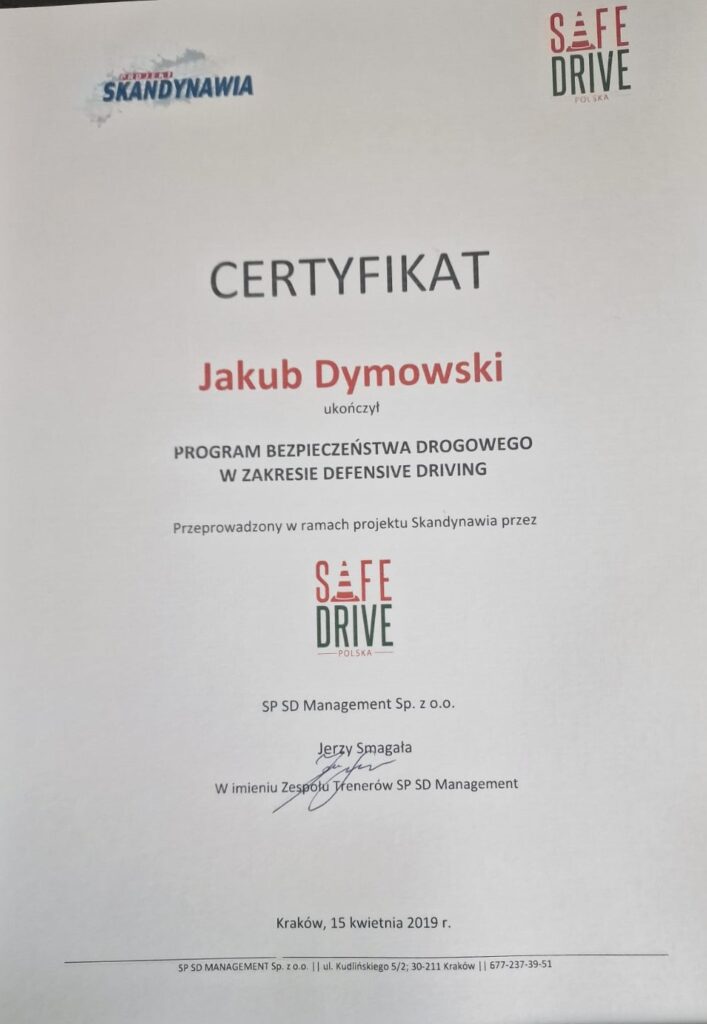 PROJEKT
SKANDYNAWIA
SAFE
DRIVE
POLSKA
CERTYFIKAT
Jakub Dymowski
ukończył
PROGRAM BEZPIECZEŃSTWA DROGOWEGO
W ZAKRESIE DEFENSIVE DRIVING
Przeprowadzony w ramach projektu Skandynawia przez
SAFE
DRIVE
POLSKA
SP SD Management Sp. z o.o.
Jerzy Smagała
W imieniu Zespołu Trenerów SP SD Management
Kraków, 15 kwietnia 2019 r.
SP SD MANAGEMENT Sp. z o.o. || ul. Kudlińskiego 5/2; 30-211 Kraków || 677-237-39-51